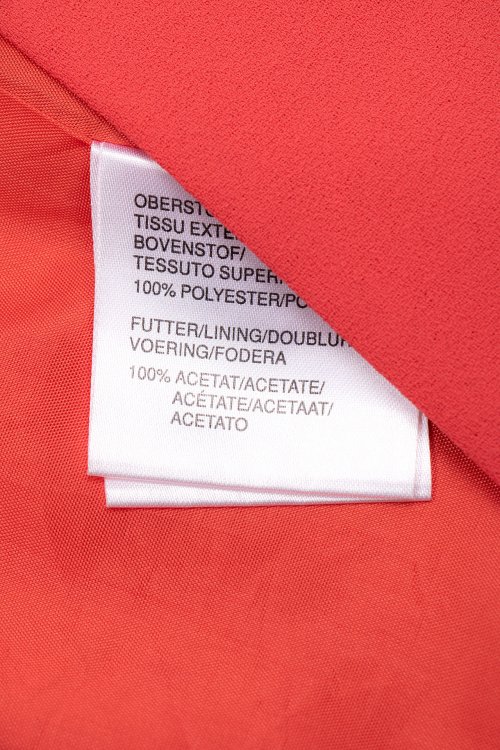 OBERSTO
TISSU EXTE
BOVENSTOF/
TESSUTO SUPER
100% POLYESTER/PO
FUTTER/LINING/DOUBLUR
VOERING/FODERA
100% ACETAT/ACETATE/
ACÉTATE/ACETAAT/
ACETATO